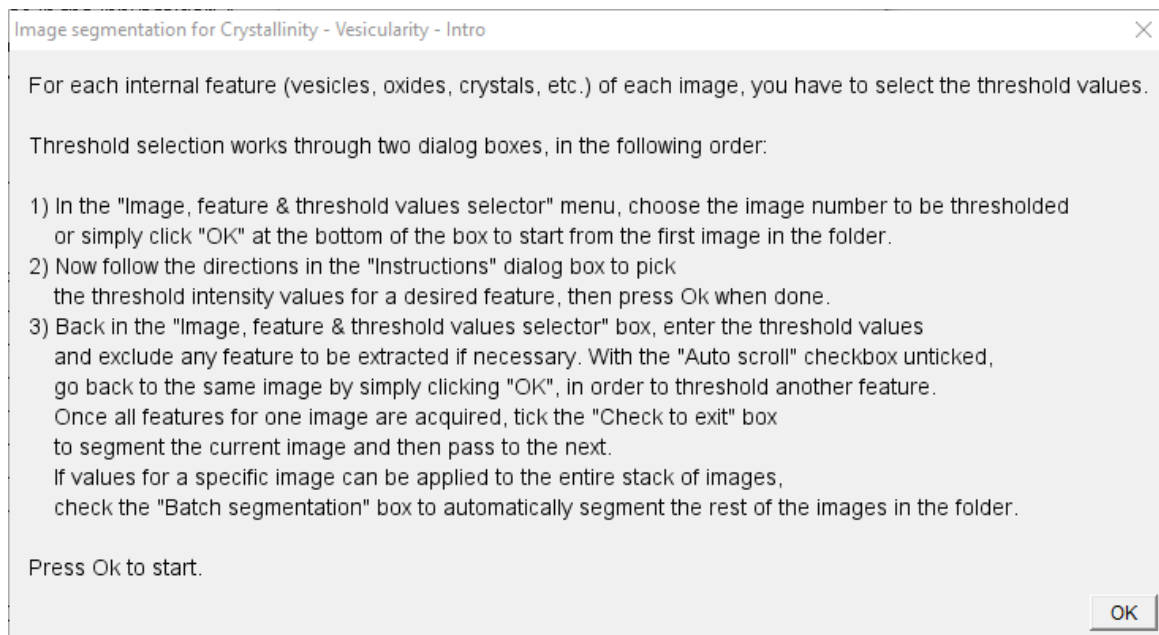 Image segmentation for Crystallinity - Vesicularity - Intro
For each internal feature (vesicles, oxides, crystals, etc.) of each image, you have to select the threshold values.
Threshold selection works through two dialog boxes, in the following order:
1) In the "Image, feature & threshold values selector" menu, choose the image number to be thresholded
or simply click "OK" at the bottom of the box to start from the first image in the folder.
2) Now follow the directions in the "Instructions" dialog box to pick
the threshold intensity values for a desired feature, then press Ok when done.
3) Back in the "Image, feature & threshold values selector" box, enter the threshold values
and exclude any feature to be extracted if necessary. With the "Auto scroll" checkbox unticked,
go back to the same image by simply clicking "OK", in order to threshold another feature.
Once all features for one image are acquired, tick the "Check to exit" box
to segment the current image and then pass to the next.
If values for a specific image can be applied to the entire stack of images,
check the "Batch segmentation" box to automatically segment the rest of the images in the folder.
Press Ok to start.
OK